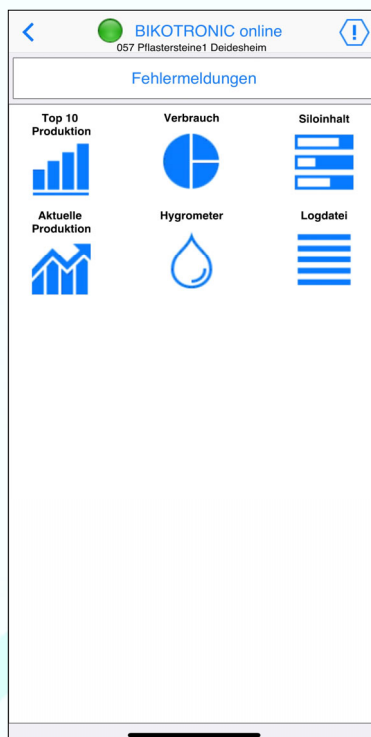 BIKOTRONIC online
057 Pflastersteine1 Deidesheim
Fehlermeldungen
Top 10
Produktion
Verbrauch
Siloinhalt
Aktuelle
Produktion
Hygrometer
Logdatei